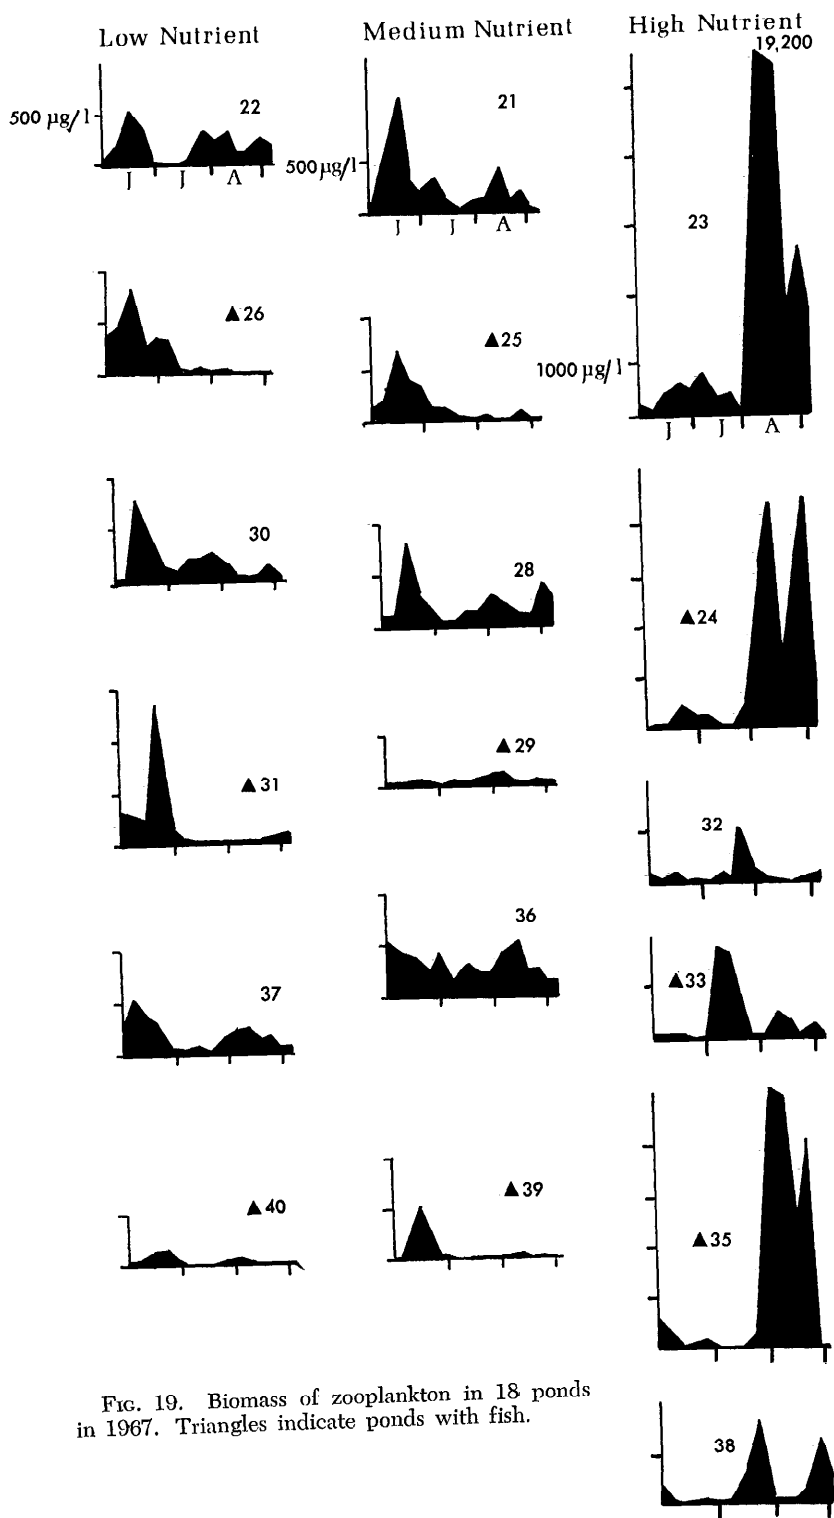 Low Nutrient
Medium Nutrient
High Nutrient
19,200
500 µg/l
22
J J A
21
500 µg/l
J J A
23
1000 µg/l
J J A
▲26
▲25
30
28
▲24
▲31
▲29
32
36
▲33
37
▲40
▲39
▲35
38
FIG. 19. Biomass of zooplankton in 18 ponds
in 1967. Triangles indicate ponds with fish.